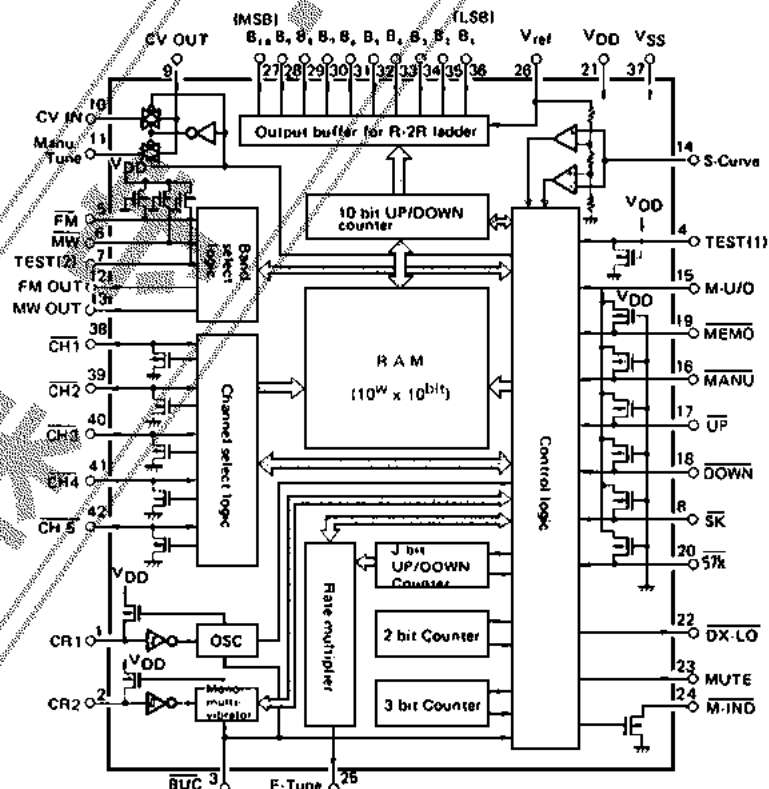 (MSB) (LSB)
CV OUT B₁₀ B₉ B₈ B₆ B₅ B₄ B₃ B₂ B₁ Vref VDD VSS
9 27 28 29 30 31 32 33 34 35 36 26 21 37
10
CV IN
11
Manu. Tune
Output buffer for R-2R ladder
14
S-Curve
VDD
10 bit UP/DOWN counter
VDD
5
FM
6
MW
7
TEST(2)
FM OUT
MW OUT
Band select logic
4
TEST(1)
15
M-U/D
VDD
19
MEMO
16
MANU
17
UP
18
DOWN
8
SK
20
22
DX-LO
23
MUTE
24
M-IND
38
CH1
39
CH2
40
CH3
41
CH4
42
CH5
Channel select logic
RAM
(10ᵂ x 10ᵇⁱᵗ)
Control logic
3 bit UP/DOWN Counter
Rate multiplier
2 bit Counter
3 bit Counter
VDD
1
CR1
OSC
VDD
2
CR2
Mono multi-vibrator
3
E-Tune 25